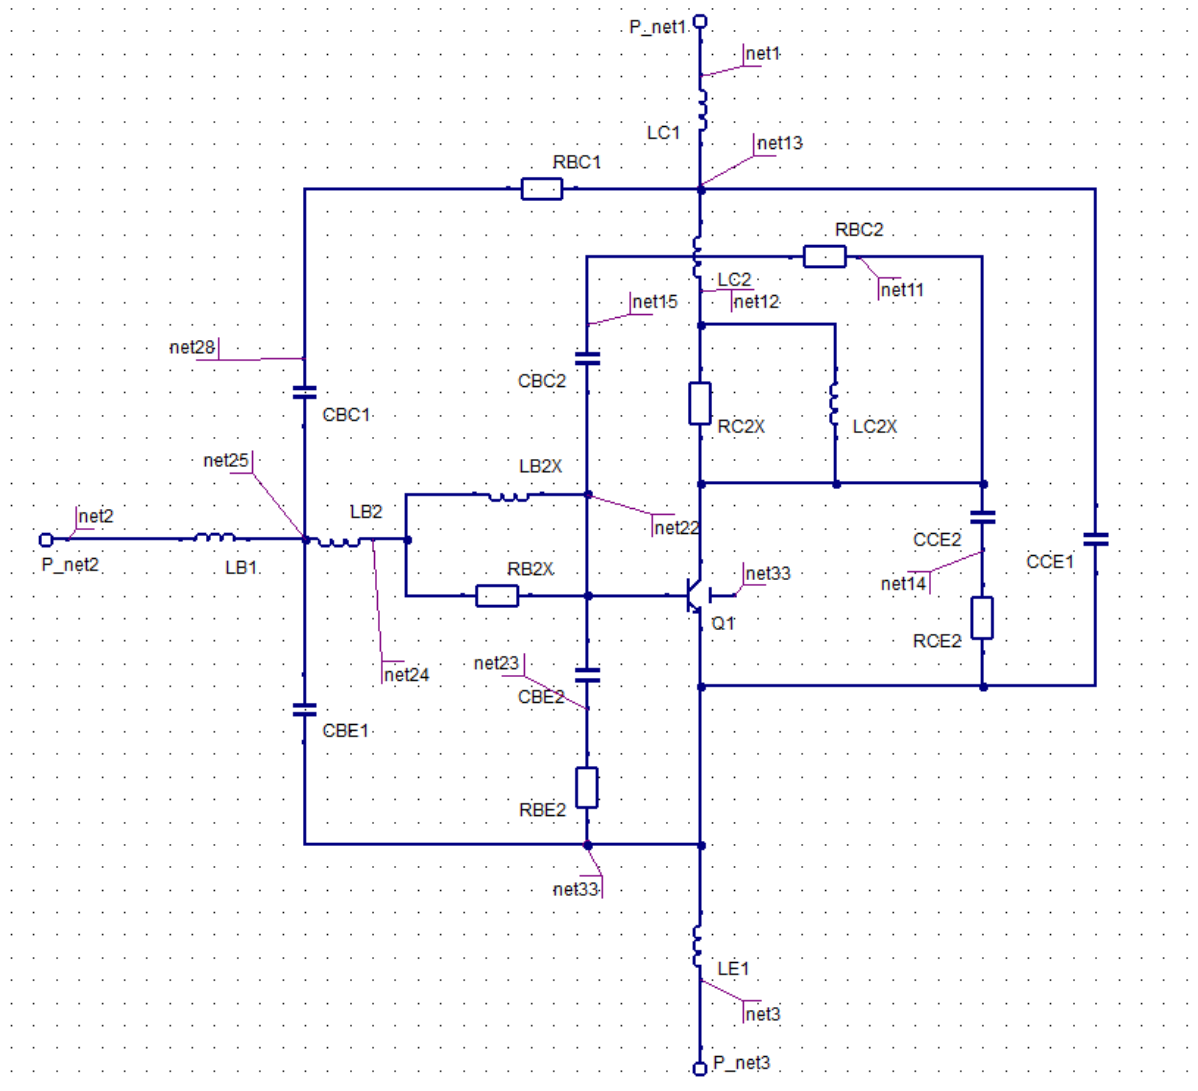 P_net1
net1
LC1
net13
RBC1
RBC2
LC2
net11
net15
net12
net28
CBC2
CBC1
RC2X
LC2X
net25
LB2X
net2
LB2
net22
P_net2
LB1
CCE2
CCE1
RB2X
net33
net14
Q1
RCE2
net23
net24
CBE2
CBE1
RBE2
net33
LE1
net3
P_net3